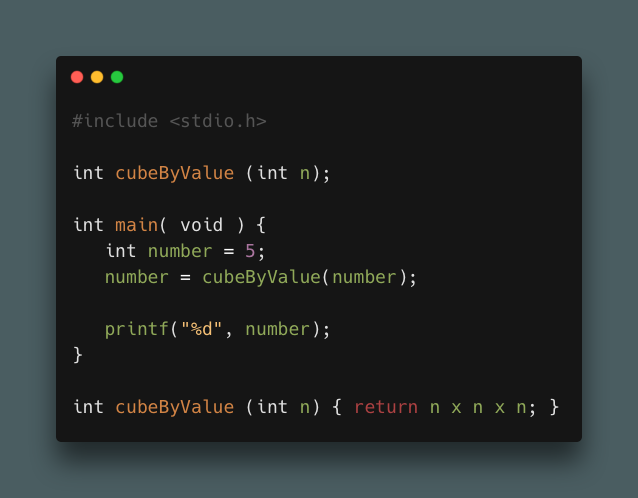 #include <stdio.h>
int cubeByValue (int n);
int main( void ) {
int number = 5;
number = cubeByValue(number);
printf("%d", number);
}
int cubeByValue (int n) { return n x n x n; }